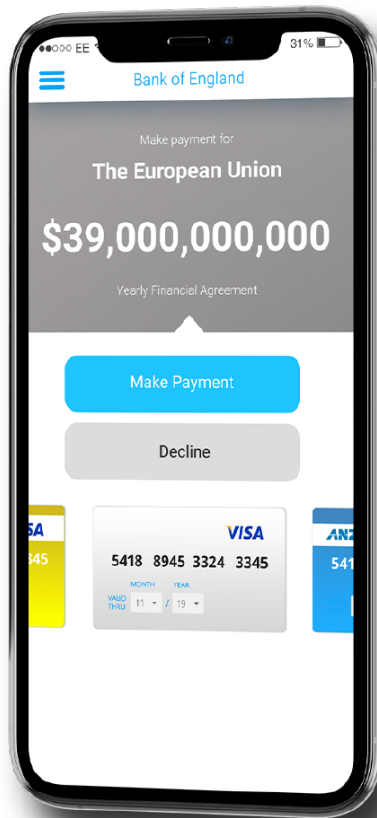 EE
31%
Bank of England
Make payment for
The European Union
$39,000,000,000
Yearly Financial Agreement
Make Payment
Decline
SA
345
VISA
5418 8945 3324 3345
MONTH YEAR
VALID THRU 11 / 19
ANZ
541